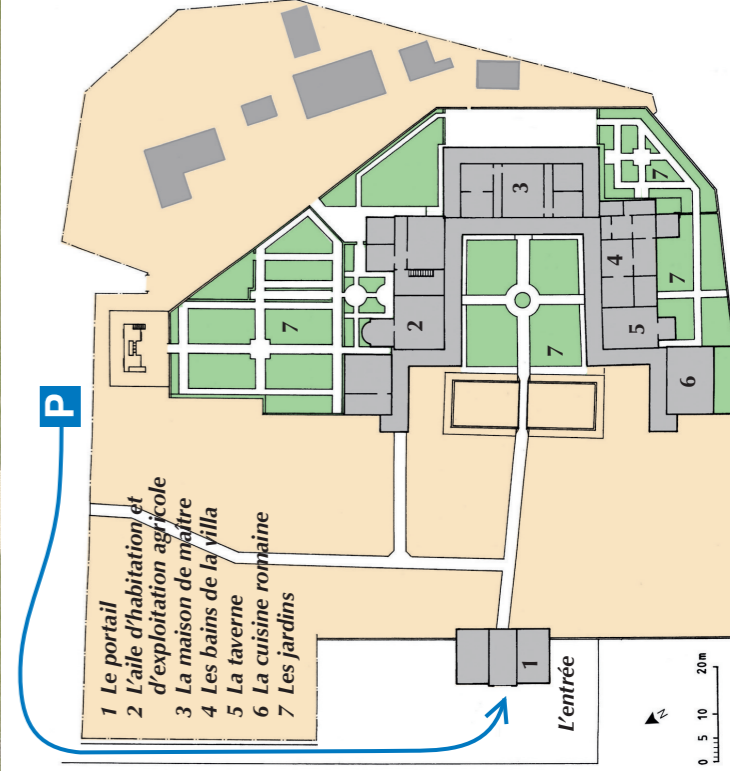 P
1 Le portail
2 L'aile d'habitation et
d'exploitation agricole
3 La maison de maître
4 Les bains de la villa
5 La taverne
6 La cuisine romaine
7 Les jardins
7
2
3
7
4
7
5
7
6
1
L'entrée
N
0 5 10 20 m